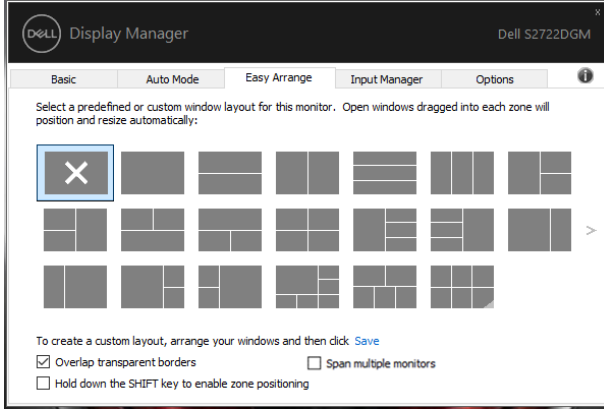 x
DELL Display Manager
Dell S2722DGM
Basic
Auto Mode
Easy Arrange
Input Manager
Options
i
Select a predefined or custom window layout for this monitor. Open windows dragged into each zone will
position and resize automatically:
>
To create a custom layout, arrange your windows and then click Save
Overlap transparent borders
Span multiple monitors
Hold down the SHIFT key to enable zone positioning